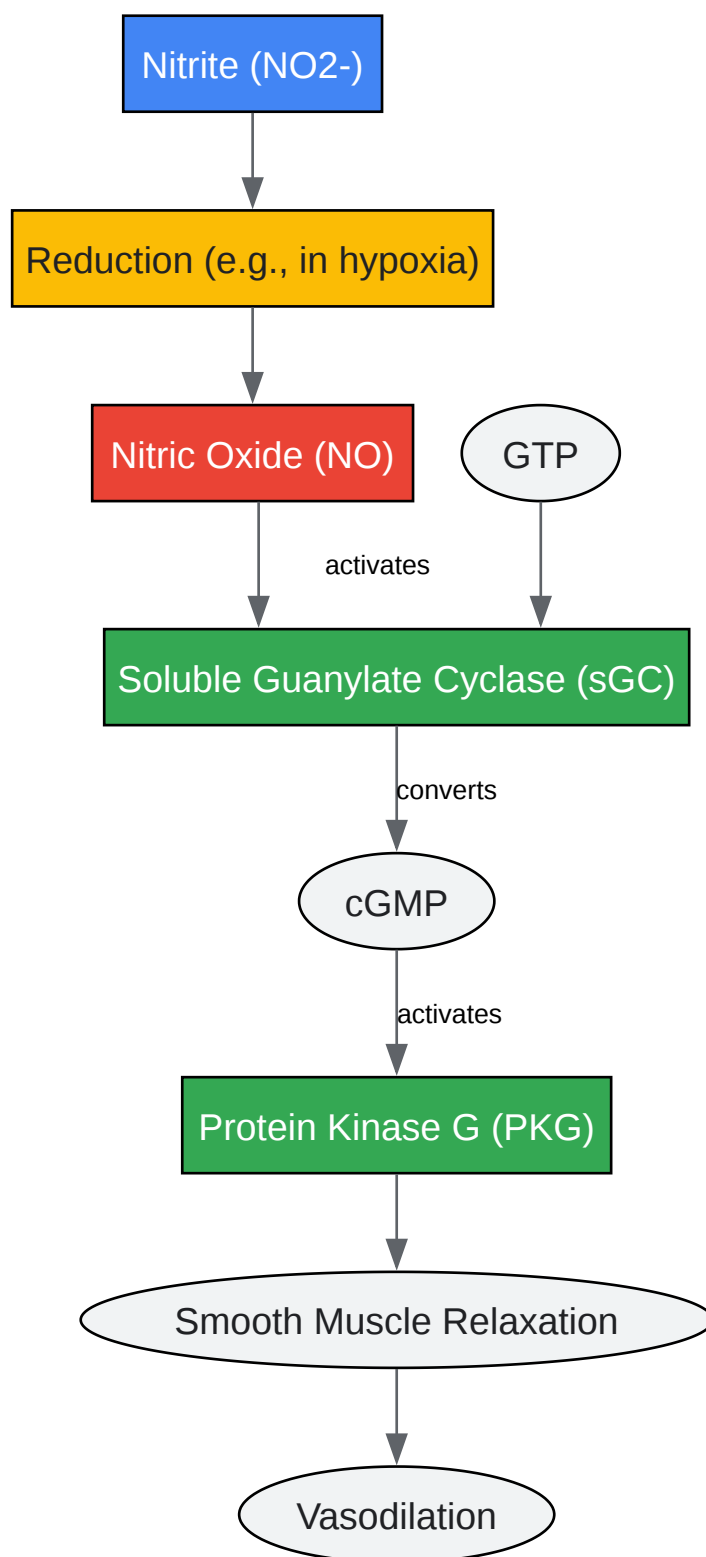 Nitrite (NO2-)
Reduction (e.g., in hypoxia)
Nitric Oxide (NO)
GTP
activates
Soluble Guanylate Cyclase (sGC)
converts
cGMP
activates
Protein Kinase G (PKG)
Smooth Muscle Relaxation
Vasodilation